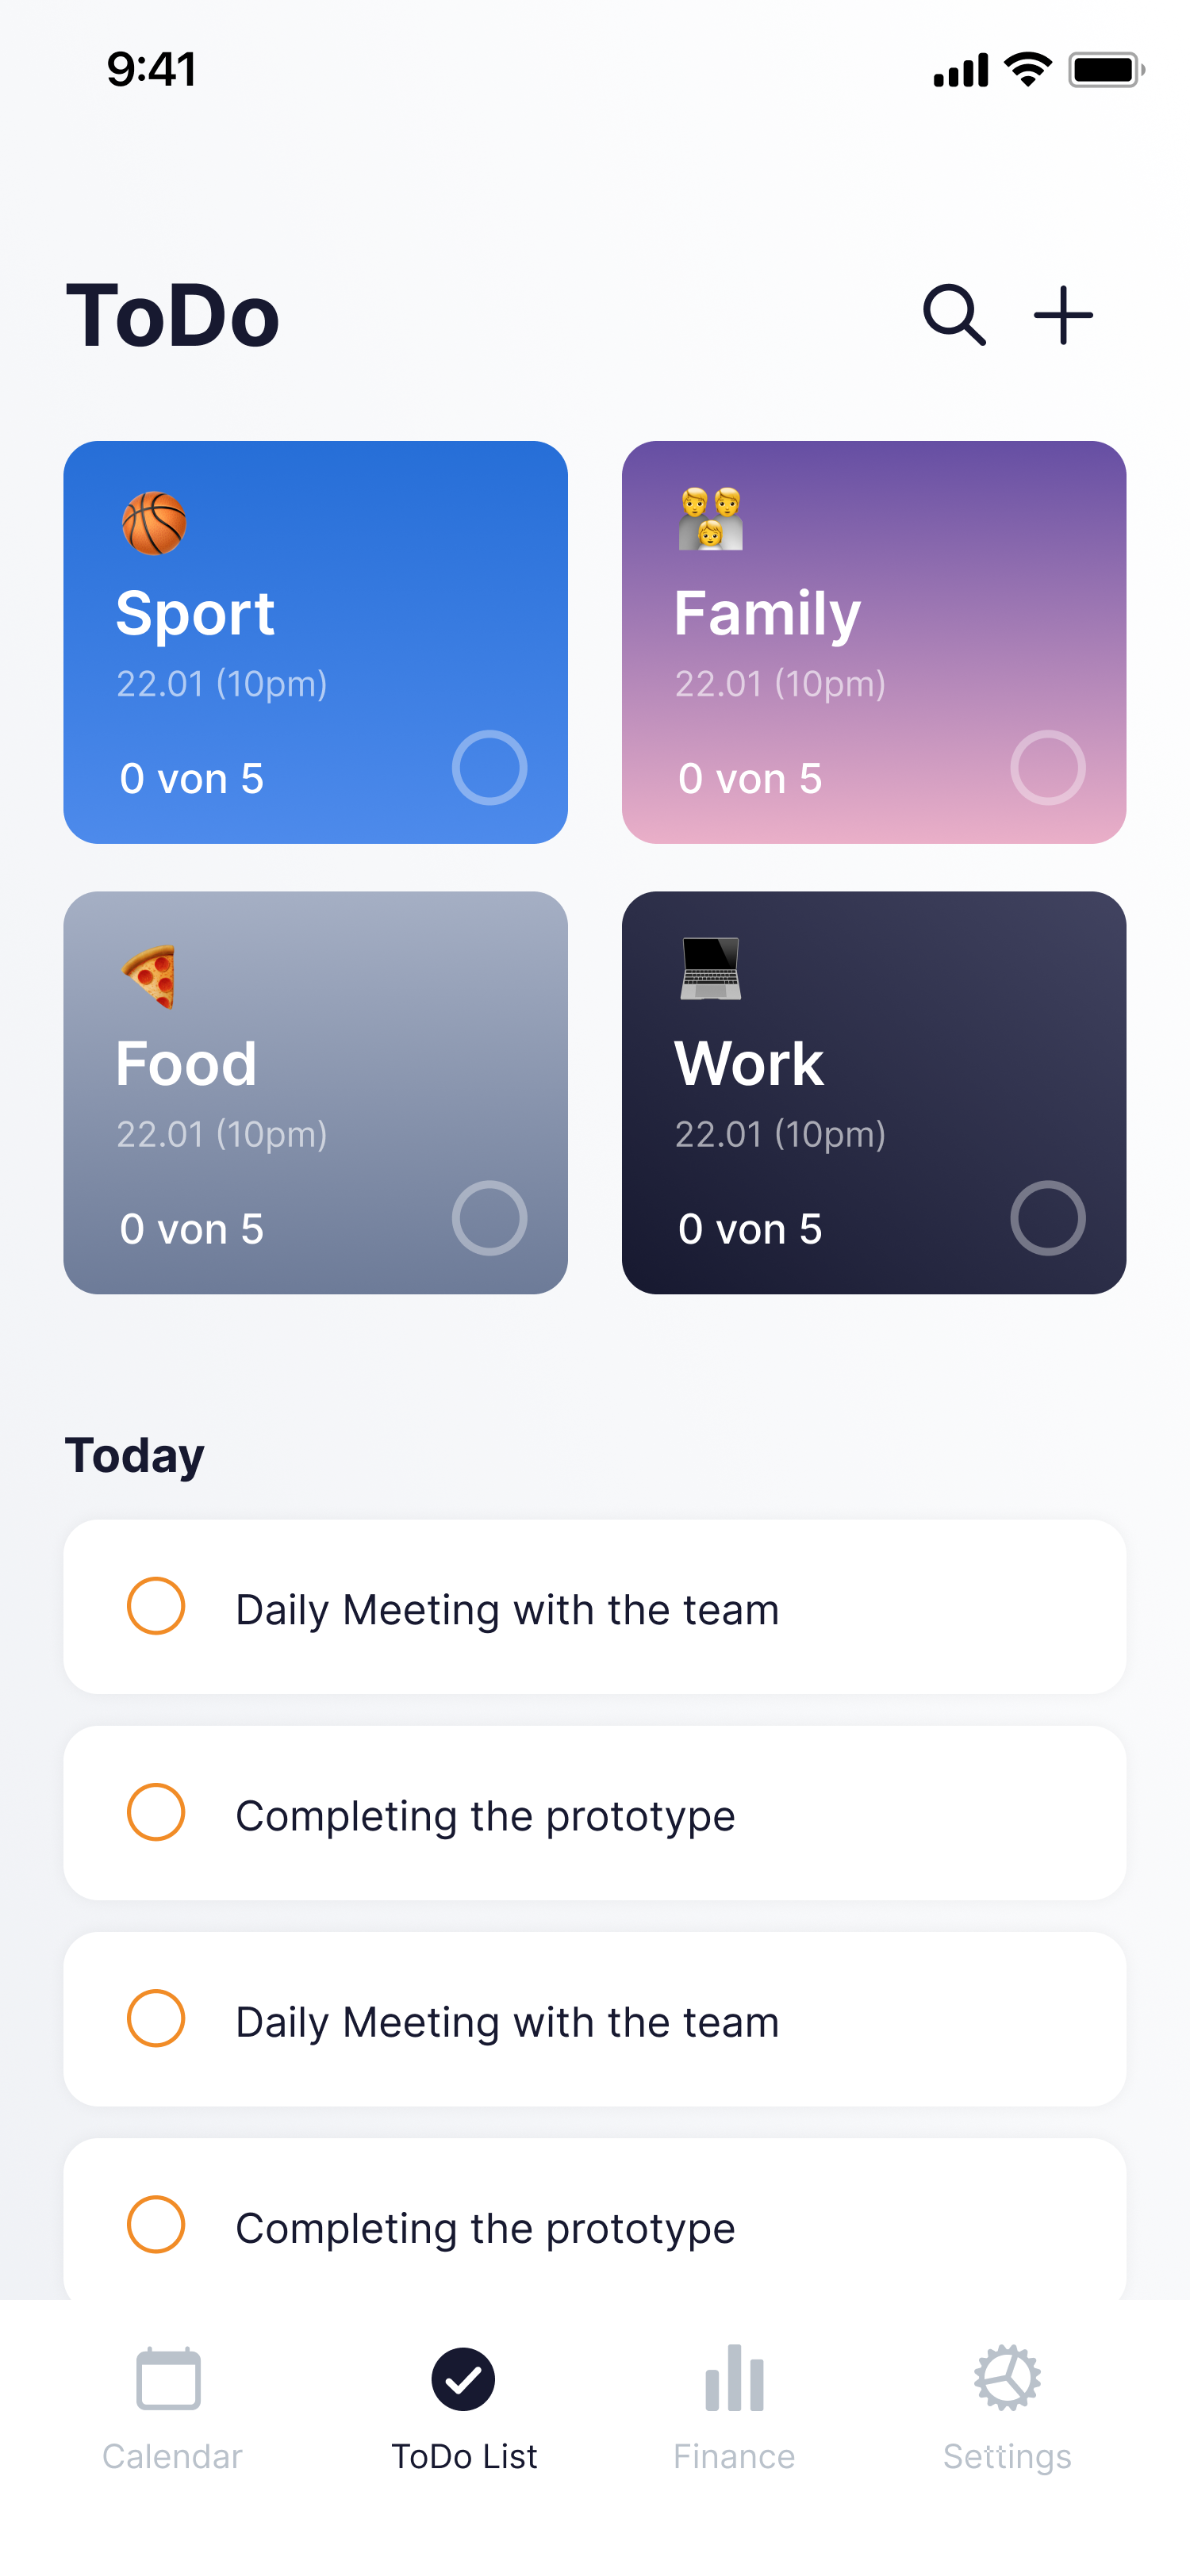 9:41
ToDo
Sport
22.01 (10pm)
0 von 5
Family
22.01 (10pm)
0 von 5
Food
22.01 (10pm)
0 von 5
Work
22.01 (10pm)
0 von 5
Today
Daily Meeting with the team
Completing the prototype
Daily Meeting with the team
Completing the prototype
Calendar
ToDo List
Finance
Settings